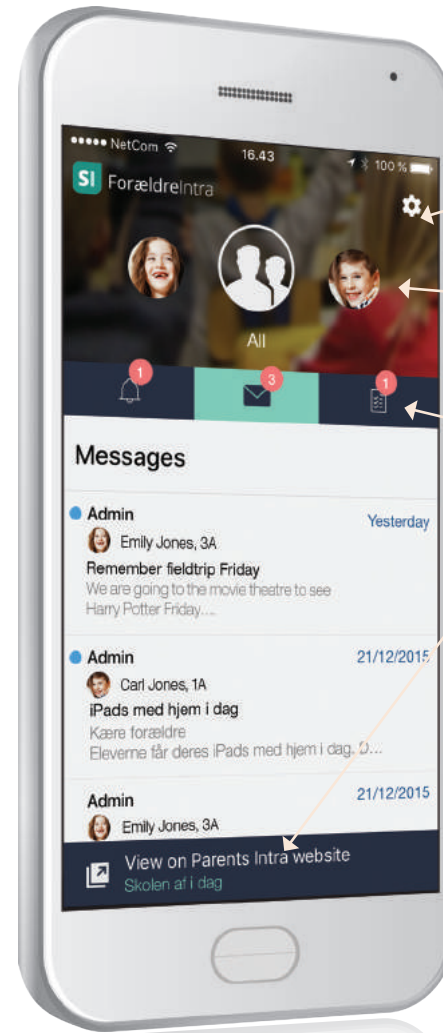 NetCom 16.43 100 %
SI ForældreIntra
All
1 3 1
Messages
Admin Yesterday
Emily Jones, 3A
Remember fieldtrip Friday
We are going to the movie theatre to see
Harry Potter Friday....
Admin 21/12/2015
Carl Jones, 1A
iPads med hjem i dag
Kære forældre
Eleverne får deres iPads med hjem i dag. D...
Admin 21/12/2015
Emily Jones, 3A
View on Parents Intra website
Skolen af i dag